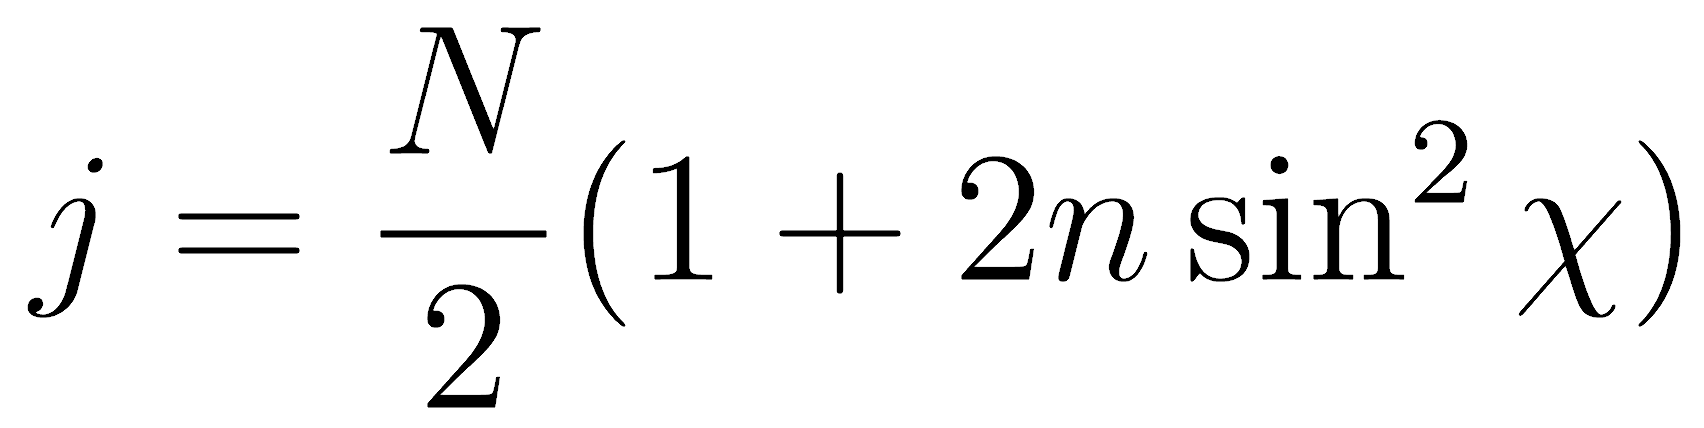 j = \frac{N}{2}(1 + 2n \sin^2 \chi)